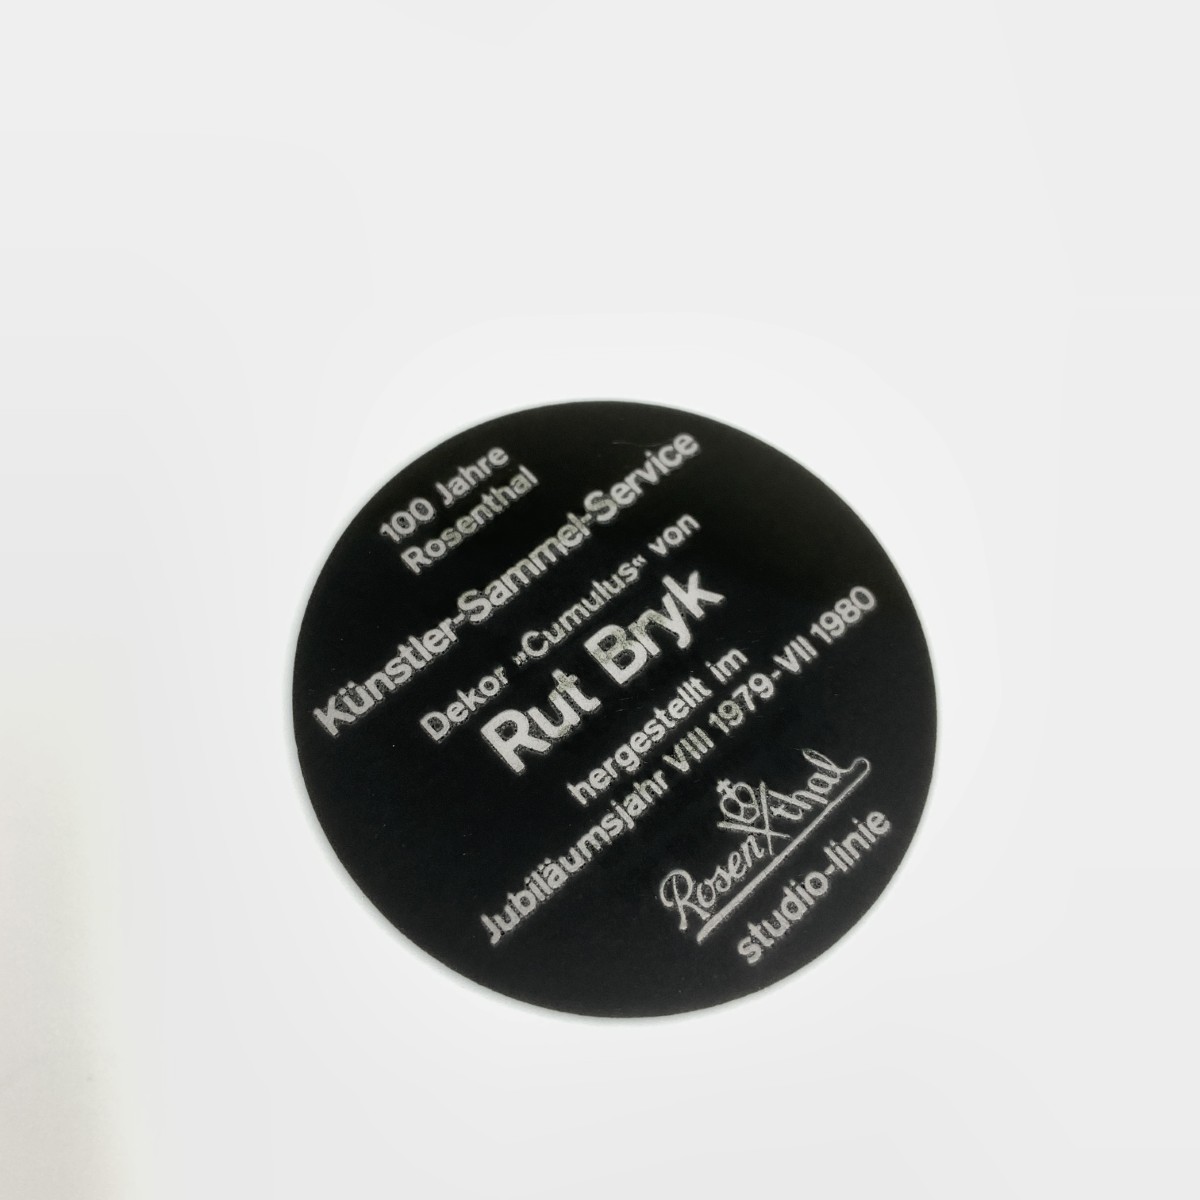 100 Jahre
Rosenthal
Künstler-Sammel-Service
Dekor »Cumulus« von
Rut Bryk
hergestellt im
Jubiläumsjahr VIII 1979-VII 1980
Rosenthal
studio-linie